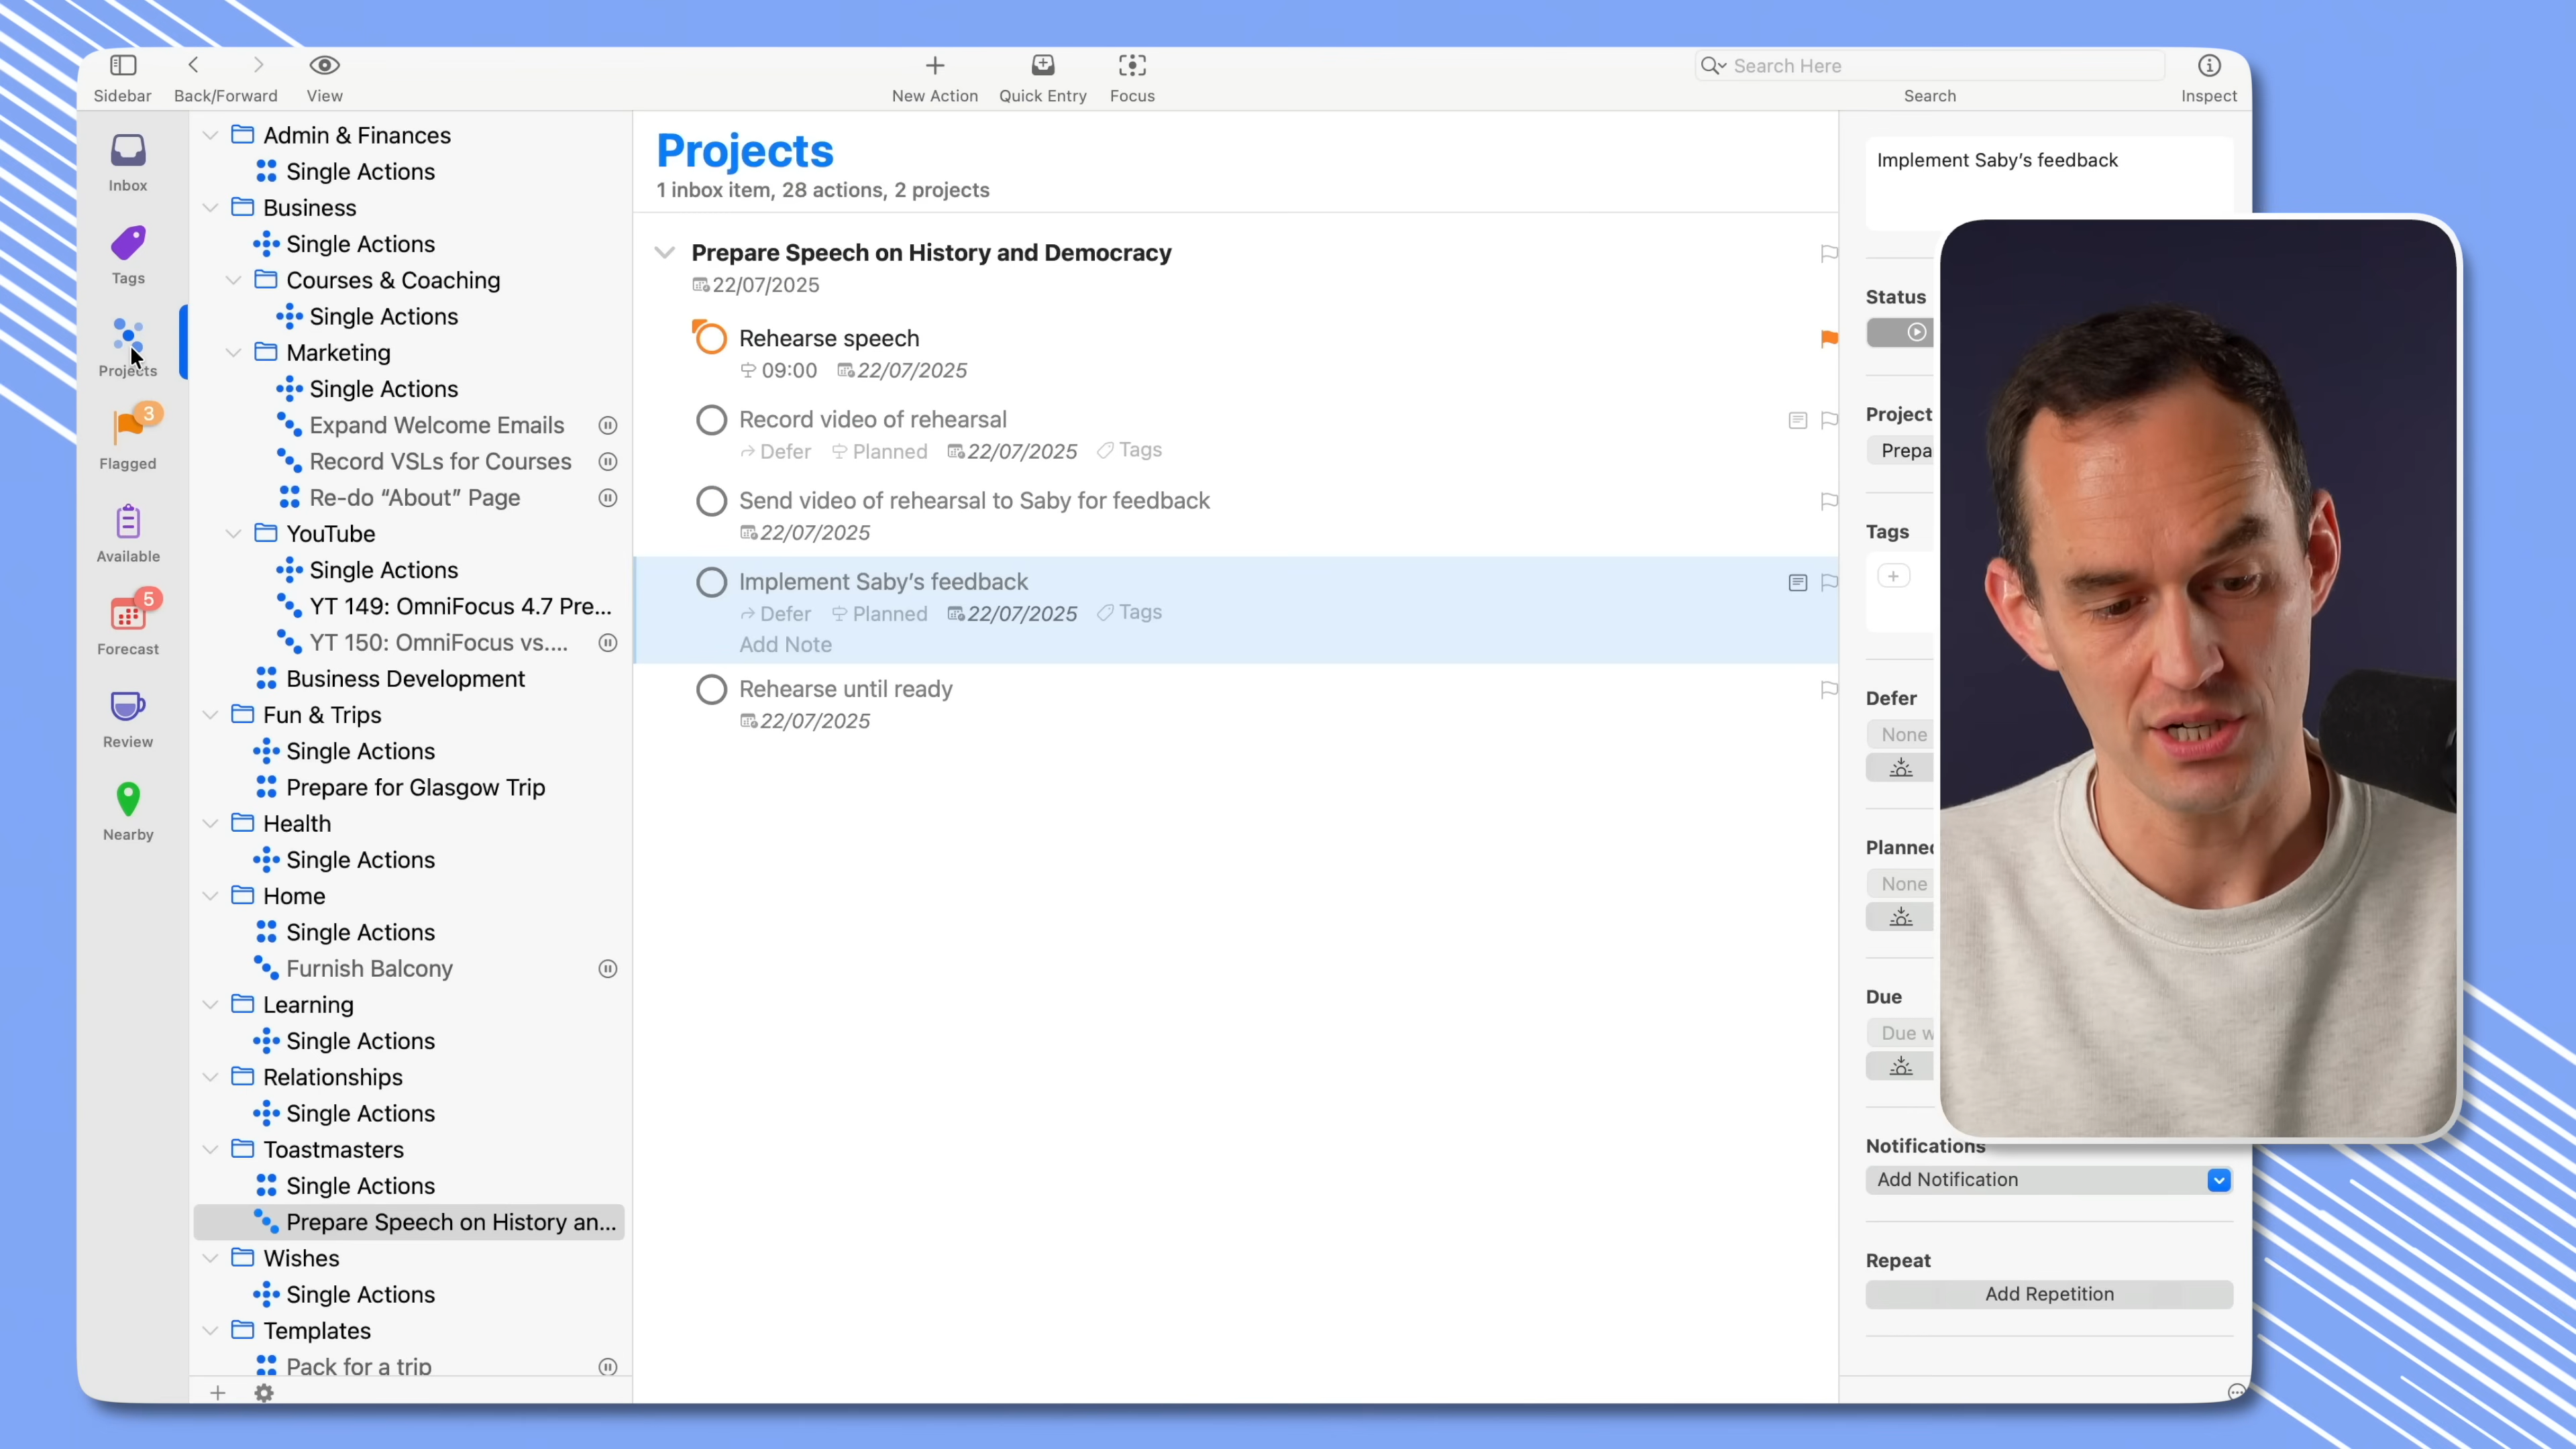 Sidebar
Back/Forward
View
New Action
Quick Entry
Focus
Search Here
Search
Inspect
Inbox
Tags
Projects
3
Flagged
Available
5
Forecast
Review
Nearby
Admin & Finances
Single Actions
Business
Single Actions
Courses & Coaching
Single Actions
Marketing
Single Actions
Expand Welcome Emails
Record VSLs for Courses
Re-do “About” Page
YouTube
Single Actions
YT 149: OmniFocus 4.7 Pre...
YT 150: OmniFocus vs....
Business Development
Fun & Trips
Single Actions
Prepare for Glasgow Trip
Health
Single Actions
Home
Single Actions
Furnish Balcony
Learning
Single Actions
Relationships
Single Actions
Toastmasters
Single Actions
Prepare Speech on History an...
Wishes
Single Actions
Templates
Pack for a trip
Projects
1 inbox item, 28 actions, 2 projects
Prepare Speech on History and Democracy
22/07/2025
Rehearse speech
09:00 22/07/2025
Record video of rehearsal
Defer Planned 22/07/2025 Tags
Send video of rehearsal to Saby for feedback
22/07/2025
Implement Saby’s feedback
Defer Planned 22/07/2025 Tags
Add Note
Rehearse until ready
22/07/2025
Implement Saby’s feedback
Status
Project
Prepa
Tags
Defer
None
Planned
None
Due
Due w
Notifications
Add Notification
Repeat
Add Repetition